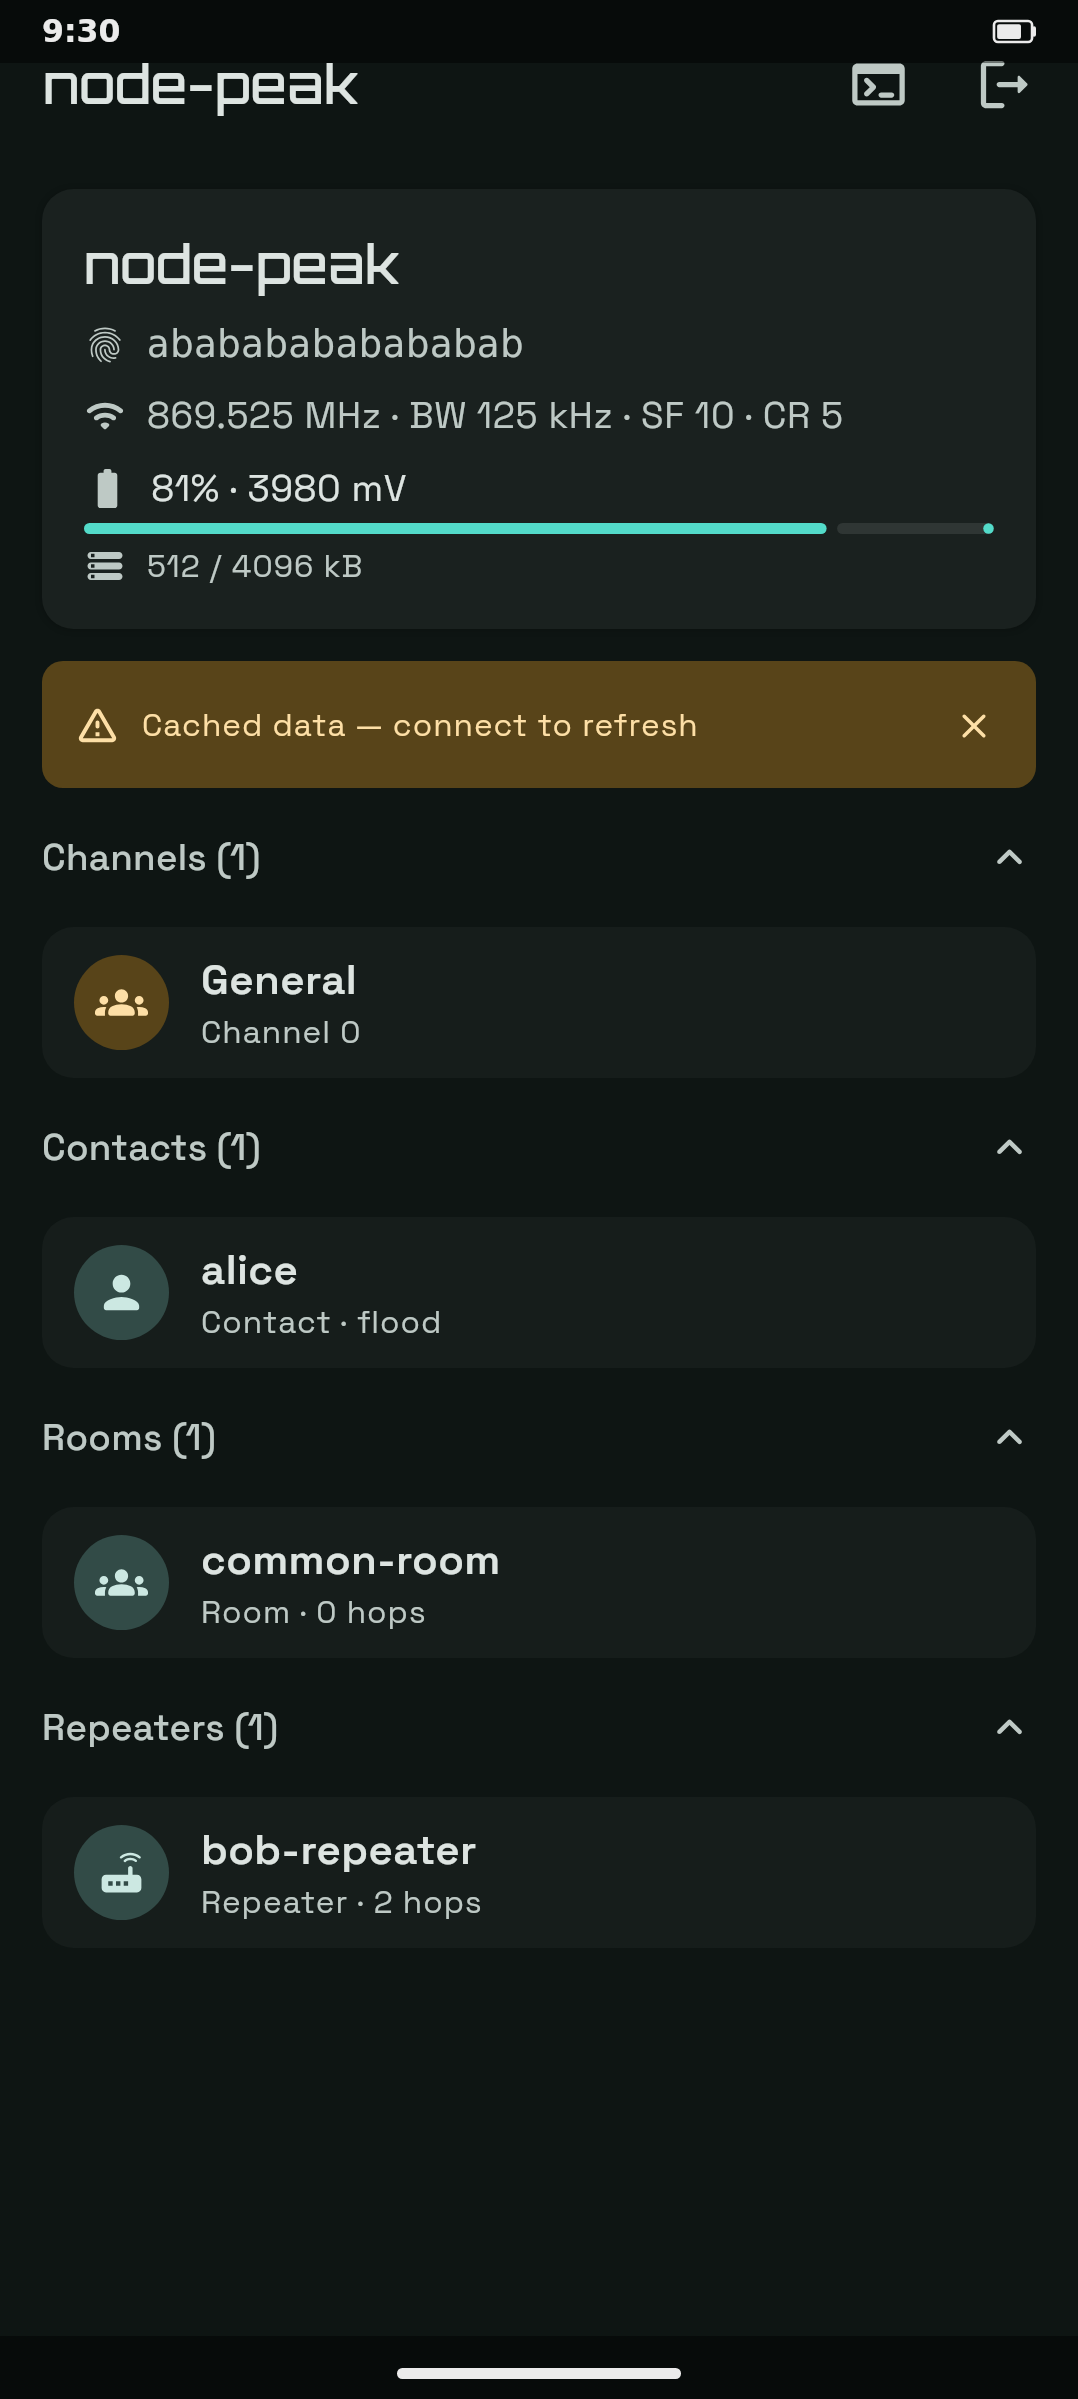 9:30
node-peak
node-peak
abababababababab
869.525 MHz · BW 125 kHz · SF 10 · CR 5
81% · 3980 mV
512 / 4096 kB
Cached data — connect to refresh
Channels (1)
General
Channel 0
Contacts (1)
alice
Contact · flood
Rooms (1)
common-room
Room · 0 hops
Repeaters (1)
bob-repeater
Repeater · 2 hops